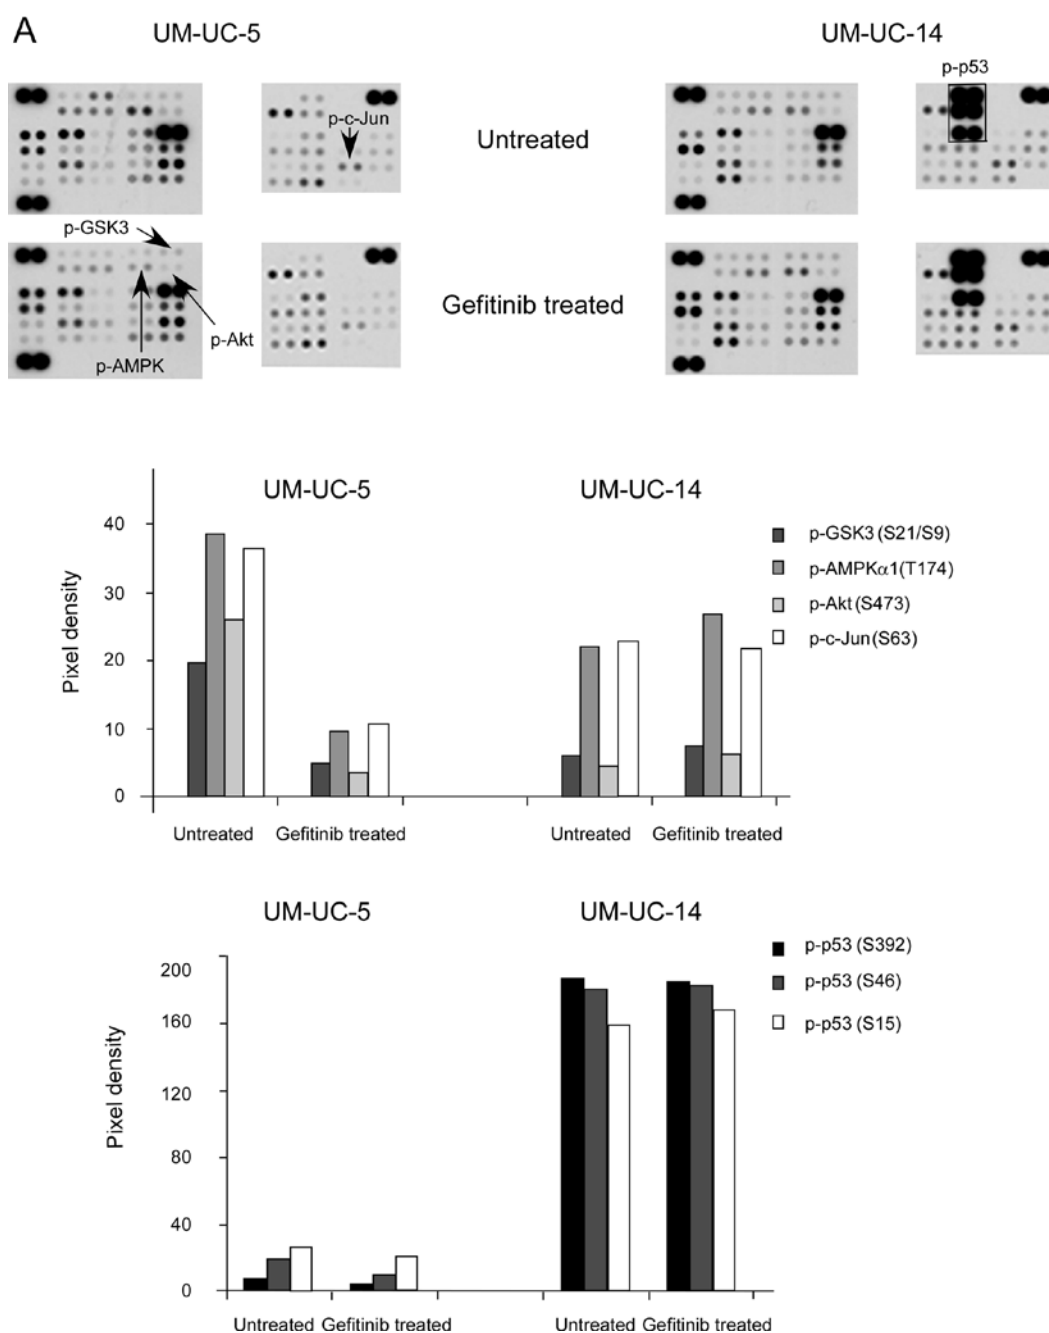 A
UM-UC-5
UM-UC-14
p-p53
p-c-Jun
Untreated
p-GSK3
Gefitinib treated
p-Akt
p-AMPK
UM-UC-5
UM-UC-14
Pixel density
40
30
20
10
0
p-GSK3 (S21/S9)
p-AMPKα1(T174)
p-Akt (S473)
p-c-Jun(S63)
Untreated
Gefitinib treated
Untreated
Gefitinib treated
UM-UC-5
UM-UC-14
Pixel density
200
160
120
80
40
0
p-p53 (S392)
p-p53 (S46)
p-p53 (S15)
Untreated
Gefitinib treated
Untreated
Gefitinib treated